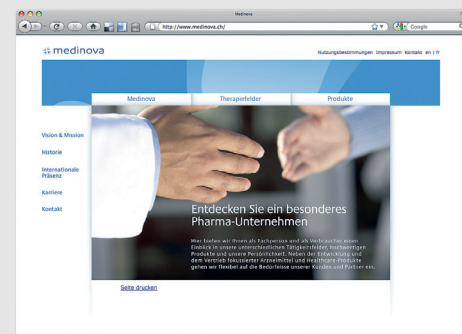 Medinova
http://www.medinova.ch/
Google
medinova
Nutzungsbestimmungen Impressum Kontakt en | fr
Medinova Therapiefelder Produkte
Vision & Mission
Historie
Internationale
Präsenz
Karriere
Kontakt
Entdecken Sie ein besonderes
Pharma-Unternehmen
Hier bieten wir Ihnen als Fachperson und als Verbraucher einen
Einblick in unsere unterschiedlichen Tätigkeitsfelder, hochwertigen
Produkte und unsere Persönlichkeit. Neben der Entwicklung und
dem Vertrieb fokussierter Arzneimittel und Healthcare-Produkte
gehen wir flexibel auf die Bedürfnisse unserer Kunden und Partner ein.
Seite drucken